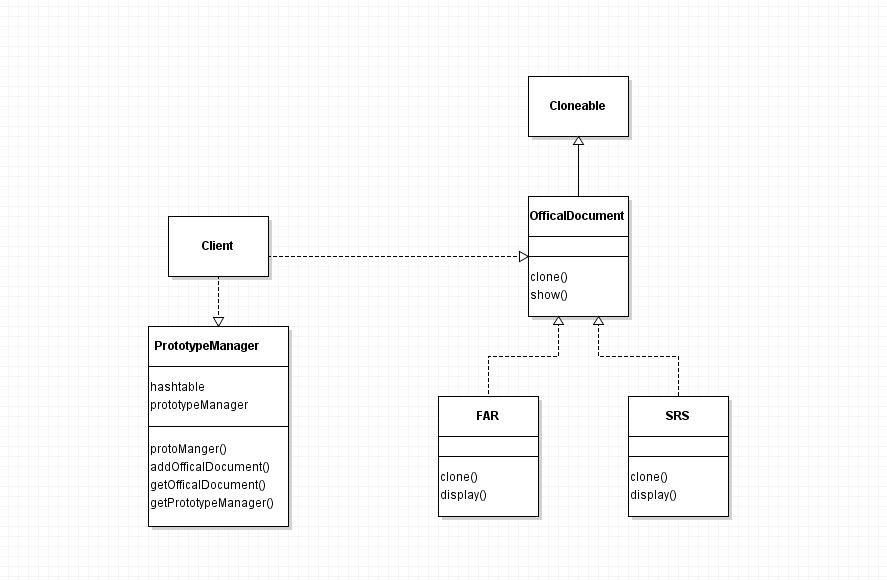 Cloneable
OfficalDocument
clone()
show()
Client
PrototypeManager
hashtable
prototypeManager
protoManger()
addOfficalDocument()
getOfficalDocument()
getPrototypeManager()
FAR
clone()
display()
SRS
clone()
display()